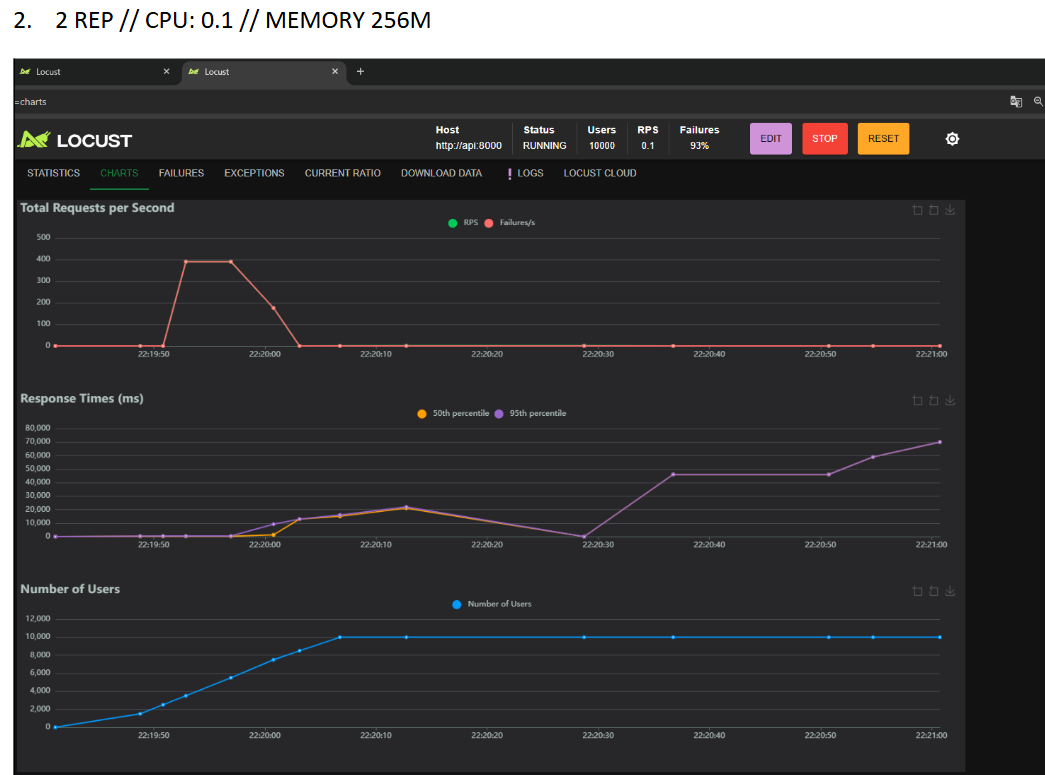 2. 2 REP // CPU: 0.1 // MEMORY 256M
Locust × Locust × +
=charts
LOCUST
Host Status Users RPS Failures
http://api:8000 RUNNING 10000 0.1 93%
EDIT STOP RESET
STATISTICS CHARTS FAILURES EXCEPTIONS CURRENT RATIO DOWNLOAD DATA ! LOGS LOCUST CLOUD
Total Requests per Second
RPS Failures/s
500
400
300
200
100
0
22:19:50 22:20:00 22:20:10 22:20:20 22:20:30 22:20:40 22:20:50 22:21:00
Response Times (ms)
50th percentile 95th percentile
80,000
70,000
60,000
50,000
40,000
30,000
20,000
10,000
0
22:19:50 22:20:00 22:20:10 22:20:20 22:20:30 22:20:40 22:20:50 22:21:00
Number of Users
Number of Users
12,000
10,000
8,000
6,000
4,000
2,000
0
22:19:50 22:20:00 22:20:10 22:20:20 22:20:30 22:20:40 22:20:50 22:21:00